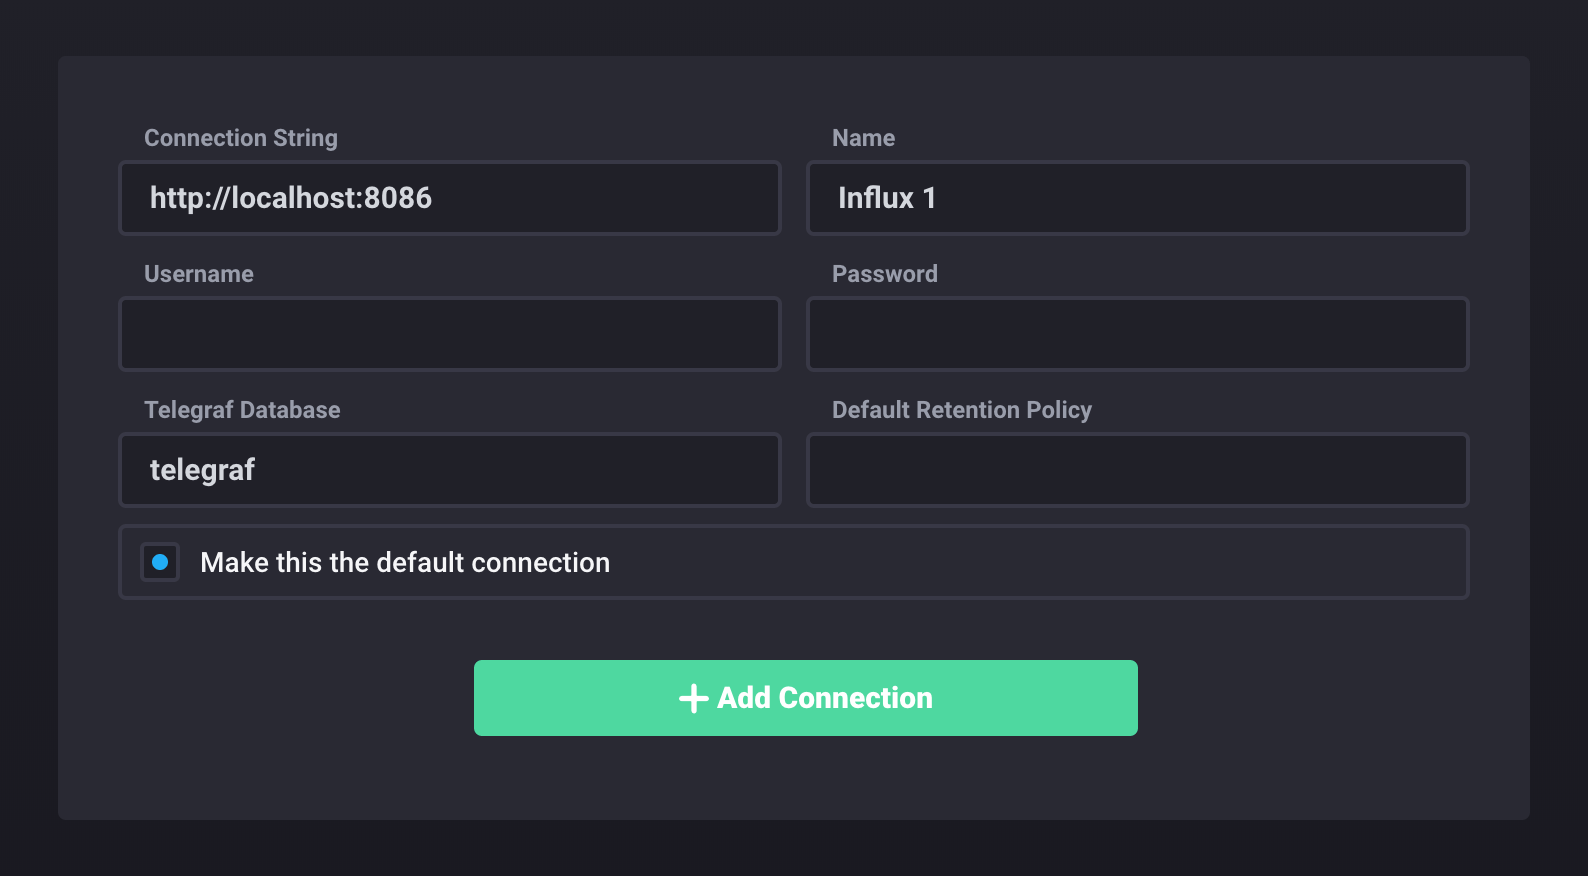 Connection String
Name
http://localhost:8086
Influx 1
Username
Password
Telegraf Database
Default Retention Policy
telegraf
Make this the default connection
Add Connection